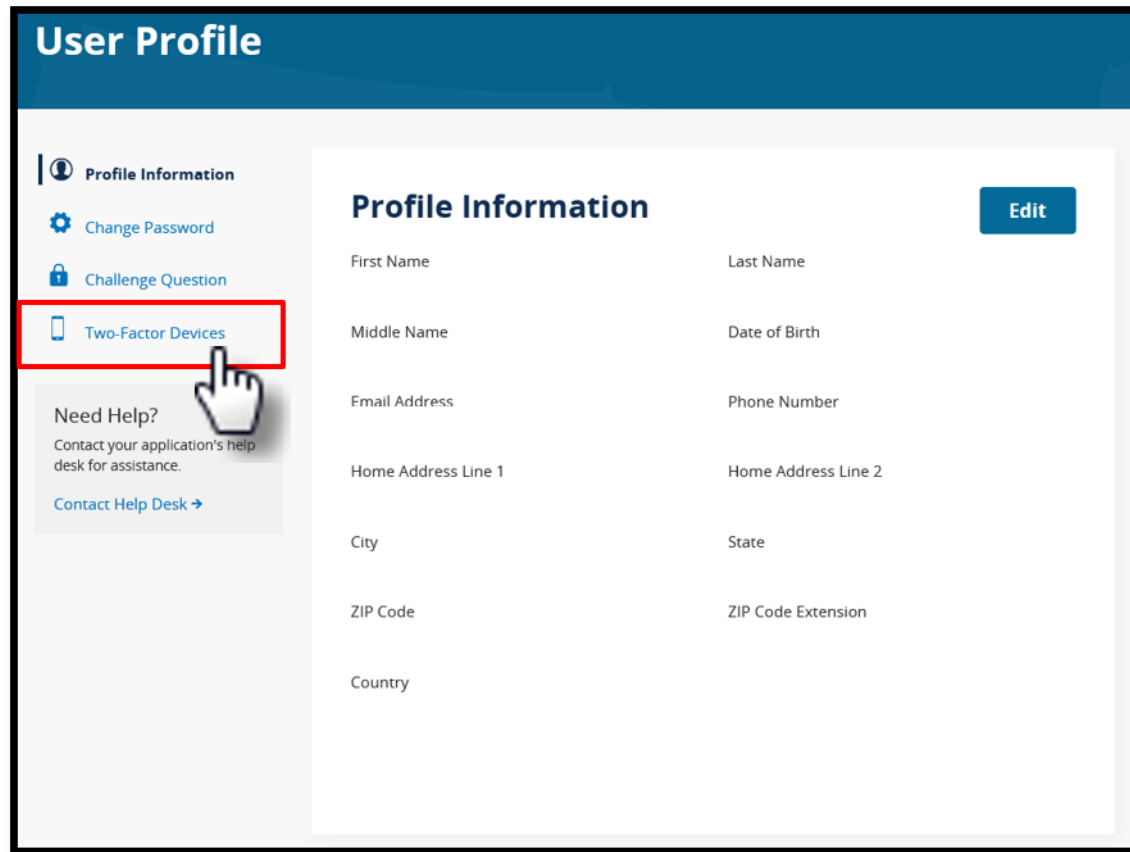 User Profile
Profile Information
Change Password
Challenge Question
Two-Factor Devices
Need Help?
Contact your application's help
desk for assistance.
Contact Help Desk →
Profile Information
Edit
First Name
Last Name
Middle Name
Date of Birth
Email Address
Phone Number
Home Address Line 1
Home Address Line 2
City
State
ZIP Code
ZIP Code Extension
Country